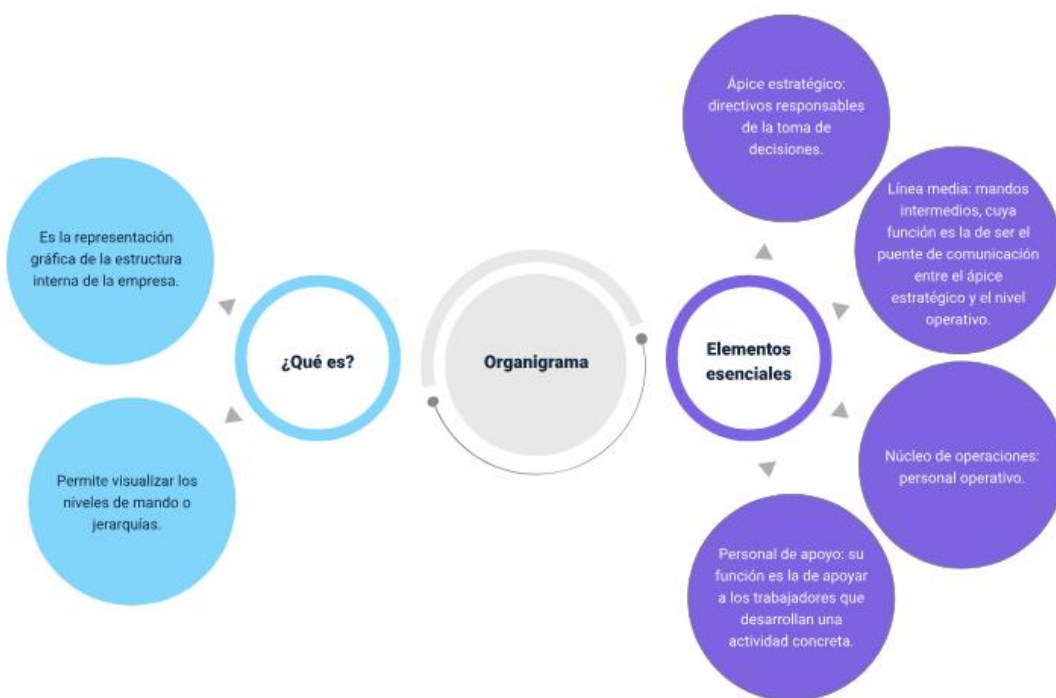 Es la representación
gráfica de la estructura
interna de la empresa.
Permite visualizar los
niveles de mando o
jerarquías.
¿Qué es?
Organigrama
Elementos
esenciales
Ápice estratégico:
directivos responsables
de la toma de
decisiones.
Línea media: mandos
intermedios, cuya
función es la de ser el
puente de comunicación
entre el ápice
estratégico y el nivel
operativo.
Núcleo de operaciones:
personal operativo.
Personal de apoyo: su
función es la de apoyar
a los trabajadores que
desarrollan una
actividad concreta.